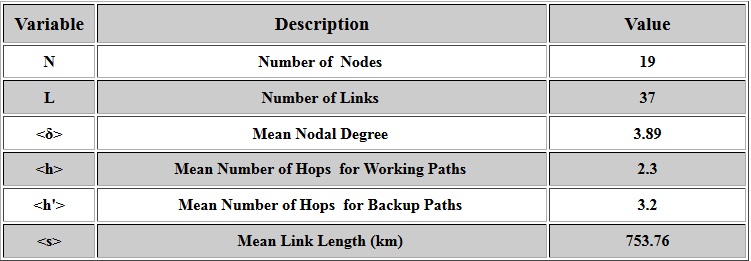 Variable Description Value
N Number of Nodes 19
L Number of Links 37
<δ> Mean Nodal Degree 3.89
<h> Mean Number of Hops for Working Paths 2.3
<h'> Mean Number of Hops for Backup Paths 3.2
<s> Mean Link Length (km) 753.76